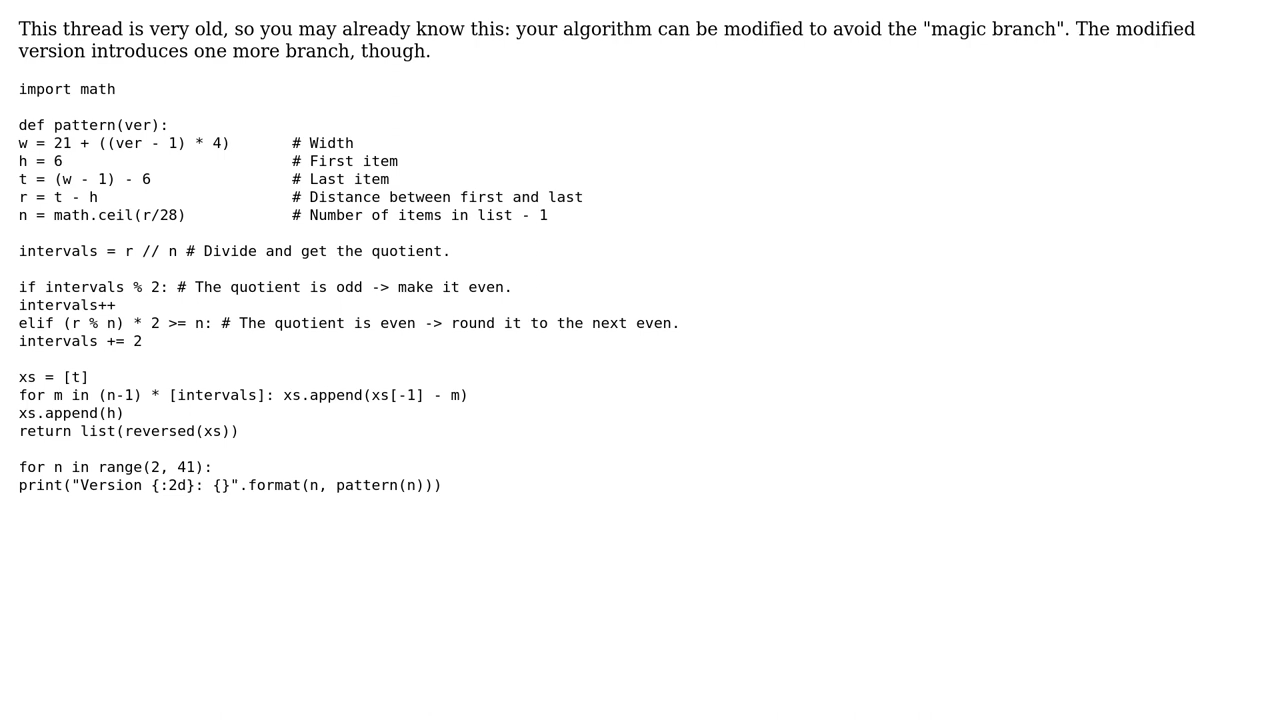 This thread is very old, so you may already know this: your algorithm can be modified to avoid the "magic branch". The modified
version introduces one more branch, though.
import math
def pattern(ver):
w = 21 + ((ver - 1) * 4)       # Width
h = 6                          # First item
t = (w - 1) - 6                # Last item
r = t - h                      # Distance between first and last
n = math.ceil(r/28)            # Number of items in list - 1
intervals = r // n # Divide and get the quotient.
if intervals % 2: # The quotient is odd -> make it even.
intervals++
elif (r % n) * 2 >= n: # The quotient is even -> round it to the next even.
intervals += 2
xs = [t]
for m in (n-1) * [intervals]: xs.append(xs[-1] - m)
xs.append(h)
return list(reversed(xs))
for n in range(2, 41):
print("Version {:2d}: {}".format(n, pattern(n)))